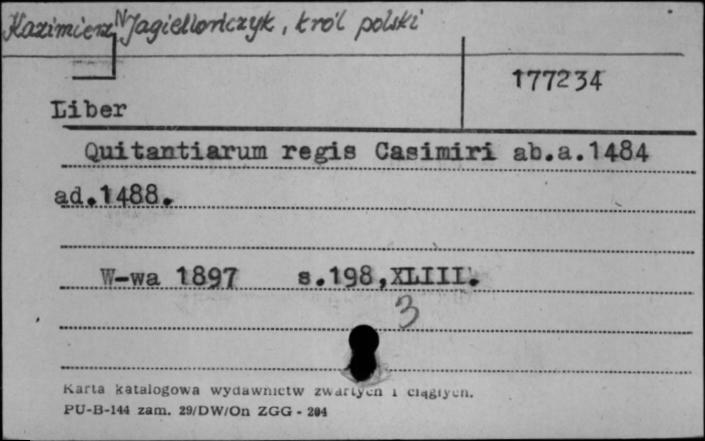 Kazimierz IV Jagiellończyk, król polski
177234
Liber
Quitantiarum regis Casimiri ab.a.1484
ad.1488.
W-wa 1897 s.198,XLIII.
3
Karta katalogowa wydawnictw zwartych i ciągłych.
PU-B-144 zam. 29/DW/On ZGG - 204